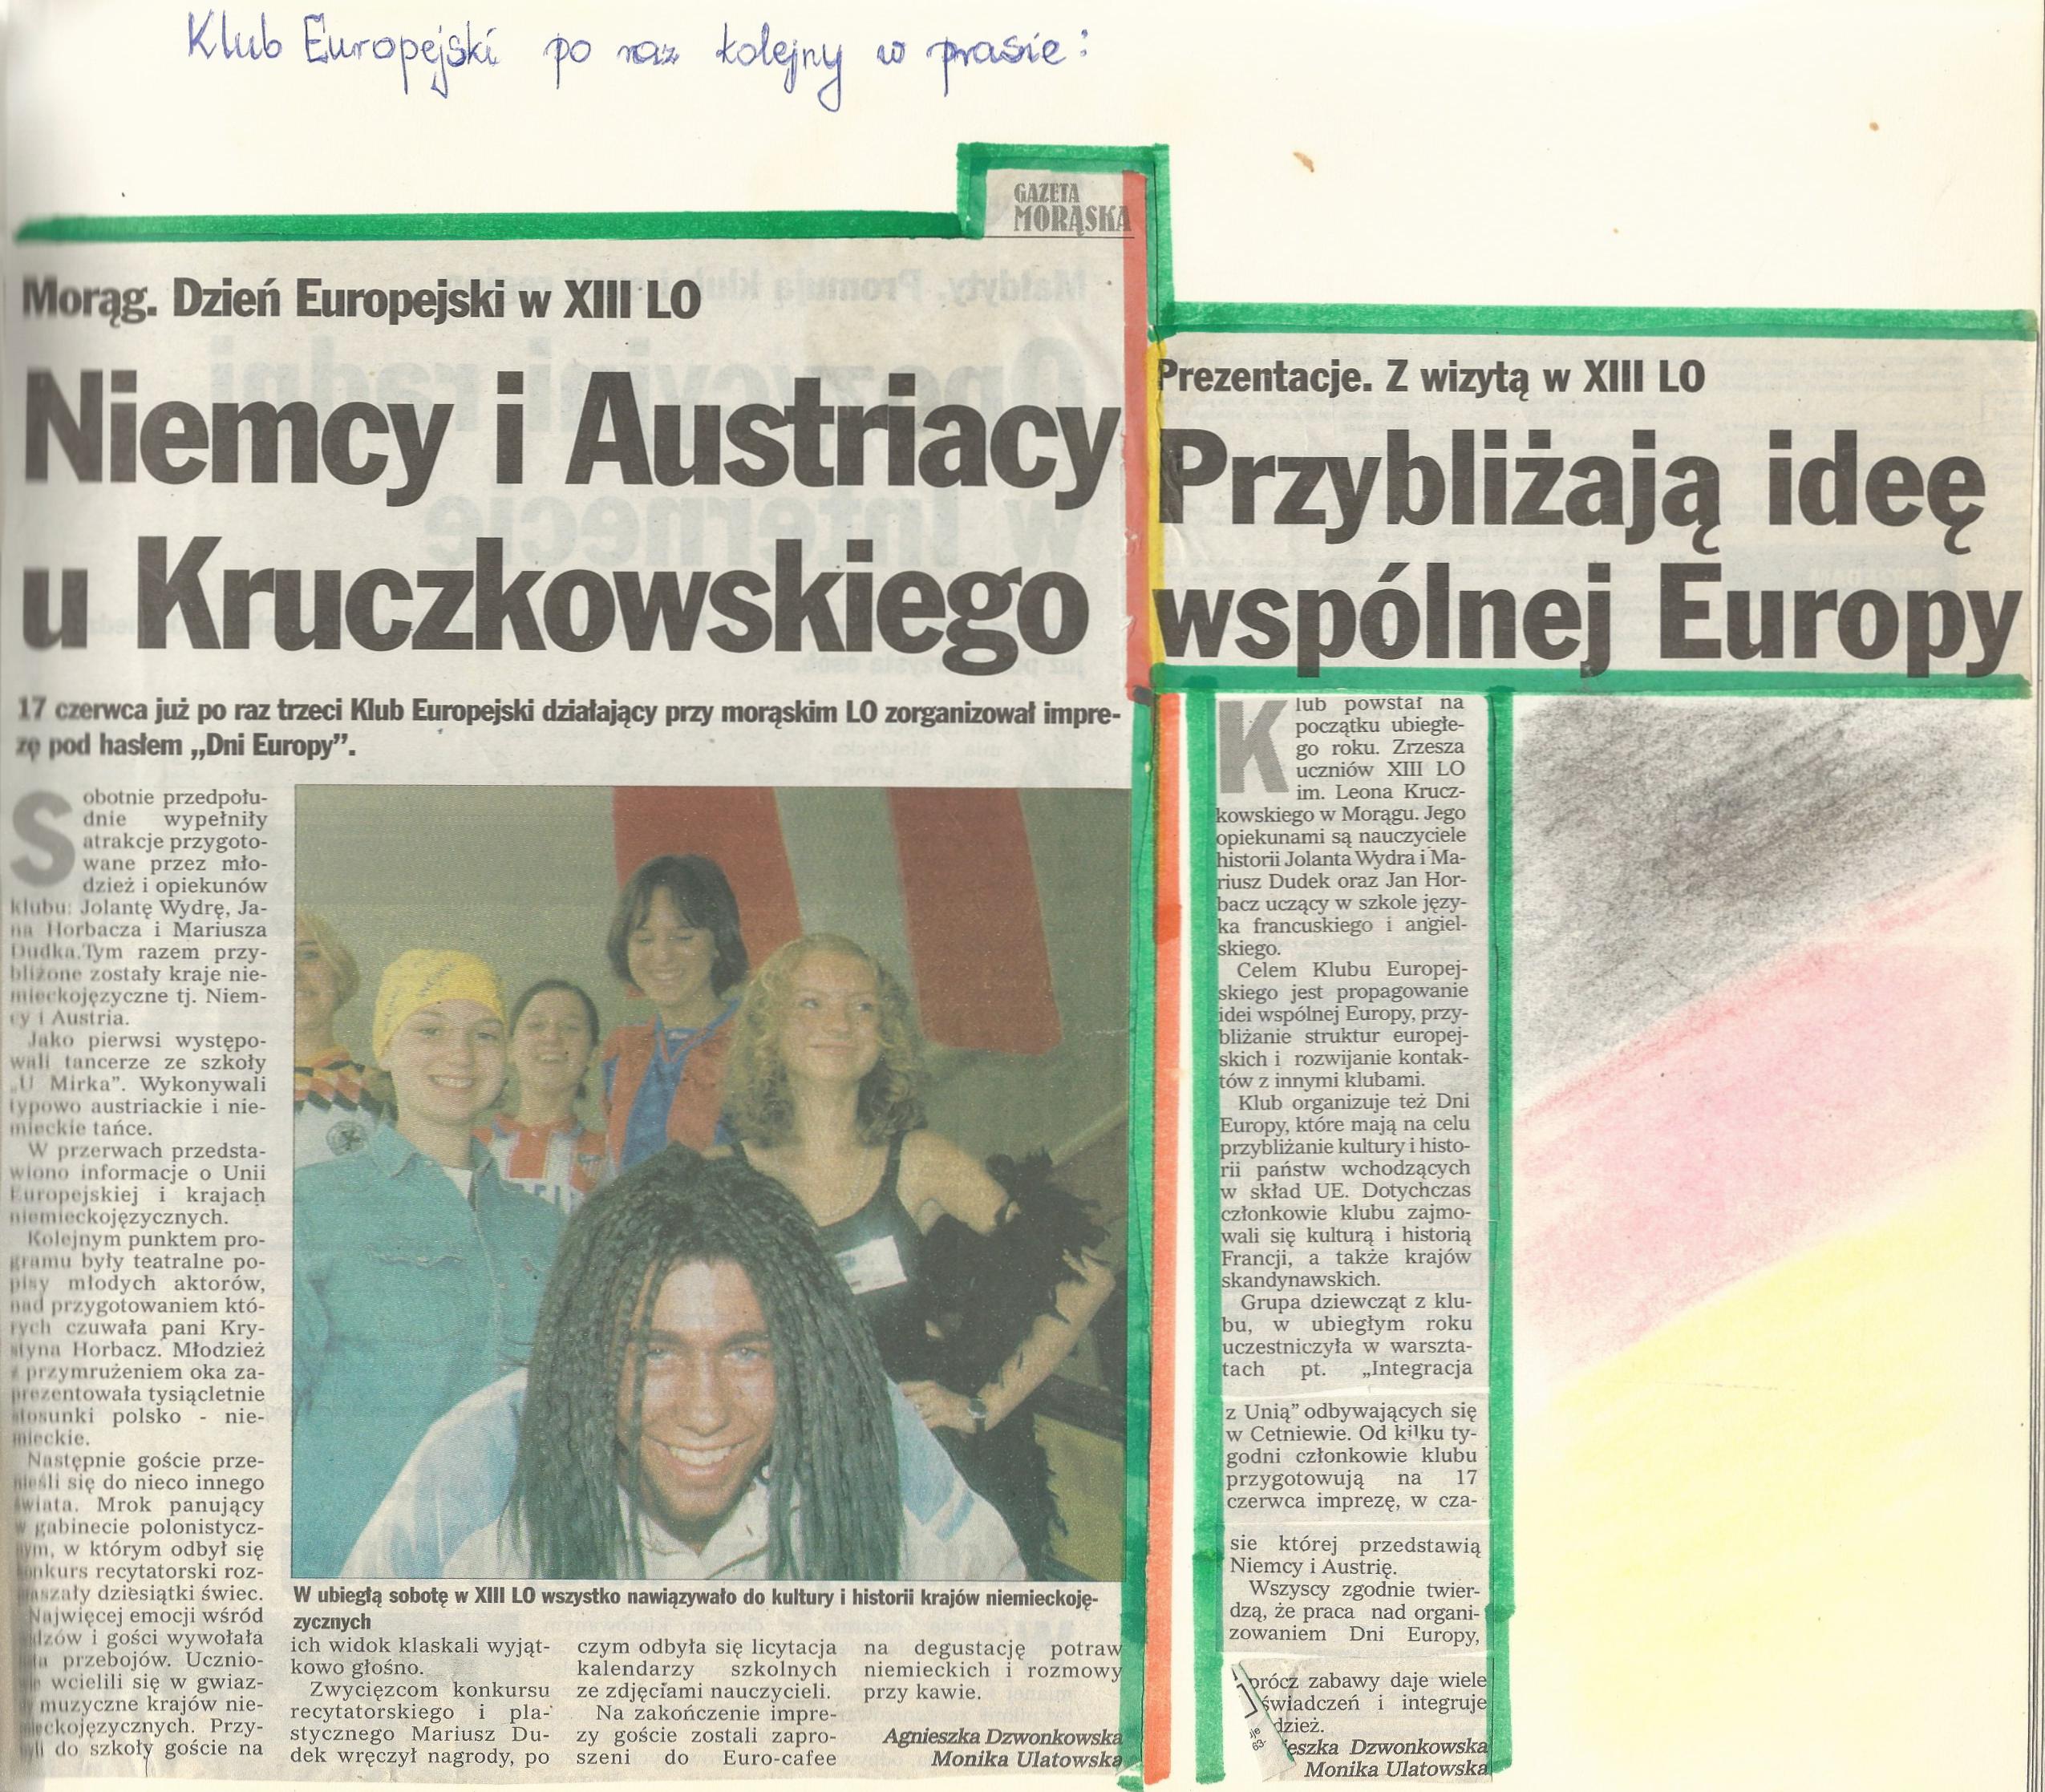 Klub Europejski po raz kolejny w prasie:
GAZETA
MORĄSKA
Morąg. Dzień Europejski w XIII LO
Niemcy i Austriacy
u Kruczkowskiego
17 czerwca już po raz trzeci Klub Europejski działający przy morąskim LO zorganizował impre-
zę pod hasłem „Dni Europy”.
Sobotnie przedpołu-
dnie wypełniły
atrakcje przygoto-
wane przez mło-
dzież i opiekunów
klubu: Jolantę Wydrę, Ja-
na Horbacza i Mariusza
Dudka.Tym razem przy-
bliżone zostały kraje nie-
mieckojęzyczne tj. Niem-
cy i Austria.
Jako pierwsi występo-
wali tancerze ze szkoły
„U Mirka”. Wykonywali
typowo austriackie i nie-
mieckie tańce.
W przerwach przedsta-
wiono informacje o Unii
Europejskiej i krajach
niemieckojęzycznych.
Kolejnym punktem pro-
gramu były teatralne po-
pisy młodych aktorów,
nad przygotowaniem któ-
rych czuwała pani Kry-
styna Horbacz. Młodzież
z przymrużeniem oka za-
prezentowała tysiącletnie
stosunki polsko - nie-
mieckie.
Następnie goście prze-
nieśli się do nieco innego
świata. Mrok panujący
w gabinecie polonistycz-
nym, w którym odbył się
konkurs recytatorski roz-
praszały dziesiątki świec.
Najwięcej emocji wśród
widzów i gości wywołała
lista przebojów. Ucznio-
wie wcielili się w gwiaz-
dy muzyczne krajów nie-
mieckojęzycznych. Przy-
byli do szkoły goście na
W ubiegłą sobotę w XIII LO wszystko nawiązywało do kultury i historii krajów niemieckoję-
zycznych
ich widok klaskali wyjąt-
kowo głośno.
Zwycięzcom konkursu
recytatorskiego i pla-
stycznego Mariusz Du-
dek wręczył nagrody, po
czym odbyła się licytacja
kalendarzy szkolnych
ze zdjęciami nauczycieli.
Na zakończenie impre-
zy goście zostali zapro-
szeni do Euro-cafee
na degustację potraw
niemieckich i rozmowy
przy kawie.
Agnieszka Dzwonkowska
Monika Ulatowska
Prezentacje. Z wizytą w XIII LO
Przybliżają ideę
wspólnej Europy
Klub powstał na
początku ubiegłe-
go roku. Zrzesza
uczniów XIII LO
im. Leona Krucz-
kowskiego w Morągu. Jego
opiekunami są nauczyciele
historii Jolanta Wydra i Ma-
riusz Dudek oraz Jan Hor-
bacz uczący w szkole języ-
ka francuskiego i angiel-
skiego.
Celem Klubu Europej-
skiego jest propagowanie
idei wspólnej Europy, przy-
bliżanie struktur europej-
skich i rozwijanie kontak-
tów z innymi klubami.
Klub organizuje też Dni
Europy, które mają na celu
przybliżanie kultury i histo-
rii państw wchodzących
w skład UE. Dotychczas
członkowie klubu zajmo-
wali się kulturą i historią
Francji, a także krajów
skandynawskich.
Grupa dziewcząt z klu-
bu, w ubiegłym roku
uczestniczyła w warszta-
tach pt. „Integracja
z Unią” odbywających się
w Cetniewie. Od kilku ty-
godni członkowie klubu
przygotowują na 17
czerwca imprezę, w cza-
sie której przedstawią
Niemcy i Austrię.
Wszyscy zgodnie twier-
dzą, że praca nad organi-
zowaniem Dni Europy,
prócz zabawy daje wiele
świadczeń i integruje
dzież.
eszka Dzwonkowska
Monika Ulatowska